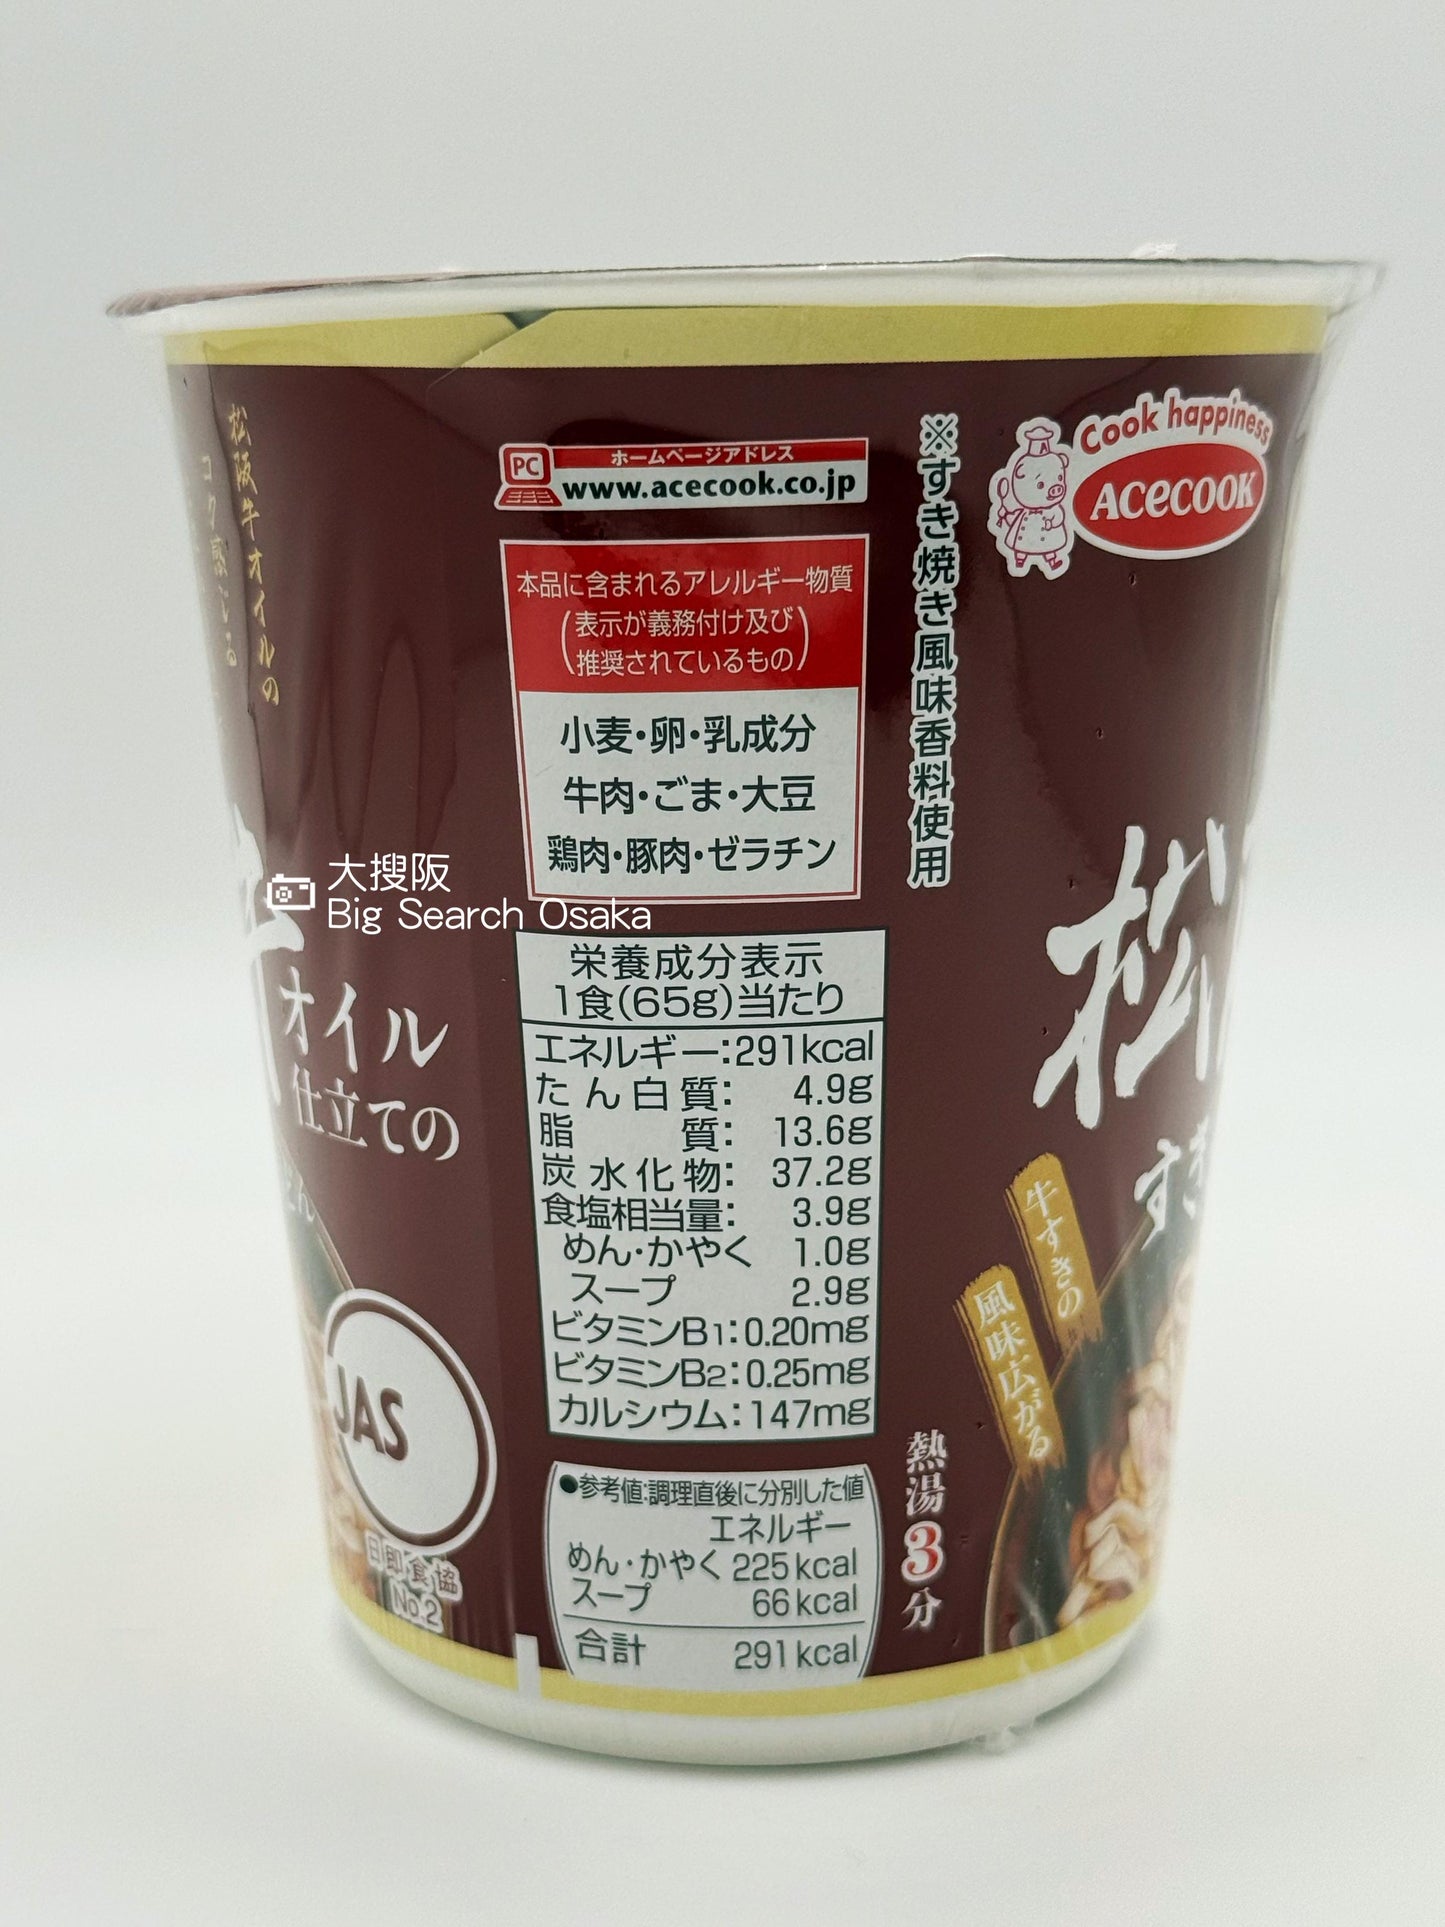 松阪牛オイルの
コク感じる
オイル
仕立ての
どん
JAS
日即食協
No.2
大搜阪
Big Search Osaka
PC
ホームページアドレス
www.acecook.co.jp
本品に含まれるアレルギー物質
(表示が義務付け及び
推奨されているもの)
小麦・卵・乳成分
牛肉・ごま・大豆
鶏肉・豚肉・ゼラチン
栄養成分表示
1食(65g)当たり
エネルギー:291kcal
たん白質: 4.9g
脂質: 13.6g
炭水化物: 37.2g
食塩相当量: 3.9g
めん・かやく 1.0g
スープ 2.9g
ビタミンB1:0.20mg
ビタミンB2:0.25mg
カルシウム:147mg
●参考値:調理直後に分別した値
エネルギー
めん・かやく 225kcal
スープ 66kcal
合計 291kcal
※すき焼き風味香料使用
熱湯3分
Cook happiness
ACECOOK
松
すき
牛すきの
風味広がる